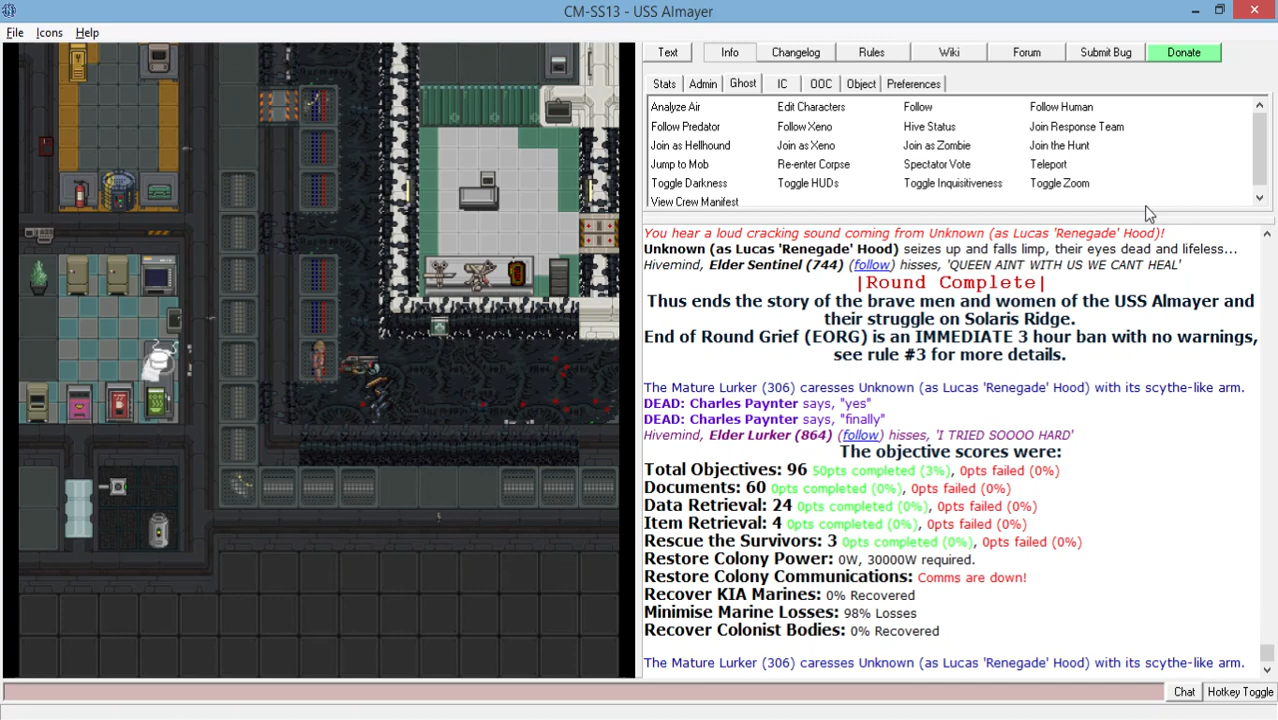 CM-SS13 - USS Almayer
File Icons Help
Text Info Changelog Rules Wiki Forum Submit Bug Donate
Stats Admin Ghost IC OOC Object Preferences
Analyze Air Edit Characters Follow Follow Human
Follow Predator Follow Xeno Hive Status Join Response Team
Join as Hellhound Join as Xeno Join as Zombie Join the Hunt
Jump to Mob Re-enter Corpse Spectator Vote Teleport
Toggle Darkness Toggle HUDs Toggle Inquisitiveness Toggle Zoom
View Crew Manifest
You hear a loud cracking sound coming from Unknown (as Lucas 'Renegade' Hood)!
Unknown (as Lucas 'Renegade' Hood) seizes up and falls limp, their eyes dead and lifeless...
Hivemind, Elder Sentinel (744) (follow) hisses, 'QUEEN AINT WITH US WE CANT HEAL'
|Round Complete|
Thus ends the story of the brave men and women of the USS Almayer and
their struggle on Solaris Ridge.
End of Round Grief (EORG) is an IMMEDIATE 3 hour ban with no warnings,
see rule #3 for more details.
The Mature Lurker (306) caresses Unknown (as Lucas 'Renegade' Hood) with its scythe-like arm.
DEAD: Charles Paynter says, "yes"
DEAD: Charles Paynter says, "finally"
Hivemind, Elder Lurker (864) (follow) hisses, 'I TRIED SOOOO HARD'
The objective scores were:
Total Objectives: 96 50pts completed (3%), 0pts failed (0%)
Documents: 60 0pts completed (0%), 0pts failed (0%)
Data Retrieval: 24 0pts completed (0%), 0pts failed (0%)
Item Retrieval: 4 0pts completed (0%), 0pts failed (0%)
Rescue the Survivors: 3 0pts completed (0%), 0pts failed (0%)
Restore Colony Power: 0W, 30000W required.
Restore Colony Communications: Comms are down!
Recover KIA Marines: 0% Recovered
Minimise Marine Losses: 98% Losses
Recover Colonist Bodies: 0% Recovered
The Mature Lurker (306) caresses Unknown (as Lucas 'Renegade' Hood) with its scythe-like arm.
Chat Hotkey Toggle